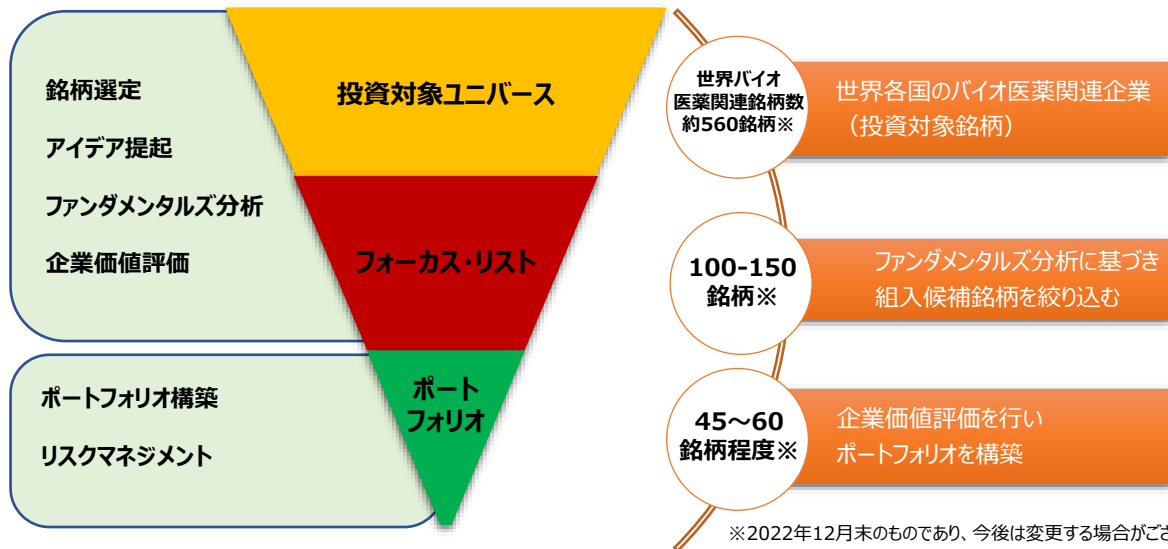 銘柄選定
アイデア提起
ファンダメンタルズ分析
企業価値評価
ポートフォリオ構築
リスクマネジメント
投資対象ユニバース
フォーカス・リスト
ポート
フォリオ
世界バイオ
医薬関連銘柄数
約560銘柄※
世界各国のバイオ医薬関連企業
（投資対象銘柄）
100-150
銘柄※
ファンダメンタルズ分析に基づき
組入候補銘柄を絞り込む
45～60
銘柄程度※
企業価値評価を行い
ポートフォリオを構築
※2022年12月末のものであり、今後は変更する場合がござ